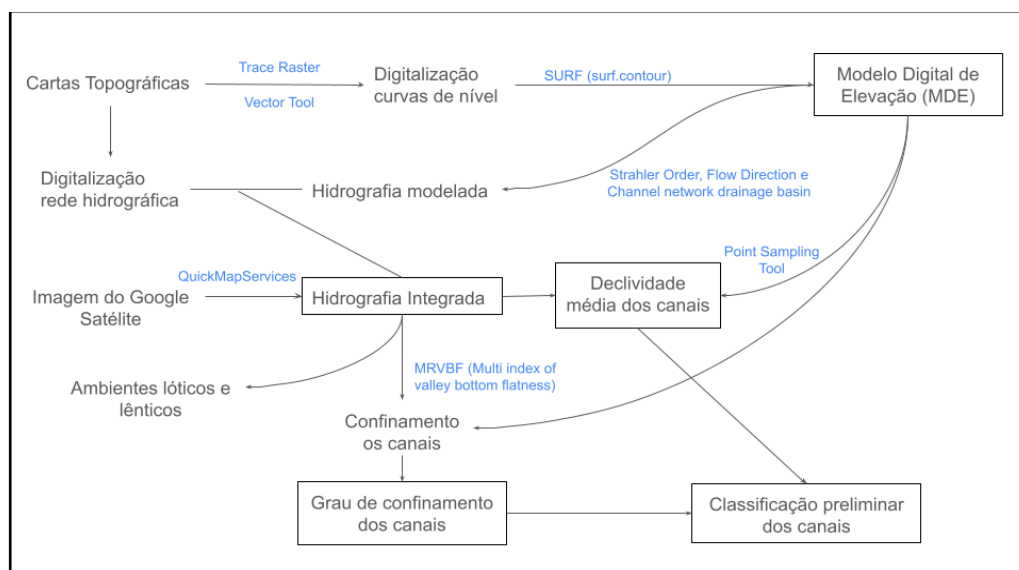 Cartas Topográficas
Trace Raster
Vector Tool
Digitalização
curvas de nível
SURF (surf.contour)
Modelo Digital de
Elevação (MDE)
Digitalização
rede hidrográfica
Hidrografia modelada
Strahler Order, Flow Direction e
Channel network drainage basin
Imagem do Google
Satélite
QuickMapServices
Hidrografia Integrada
Declividade
média dos canais
Point Sampling
Tool
Ambientes lóticos e
lênticos
MRVBF (Multi index of
valley bottom flatness)
Confinamento
os canais
Grau de confinamento
dos canais
Classificação preliminar
dos canais